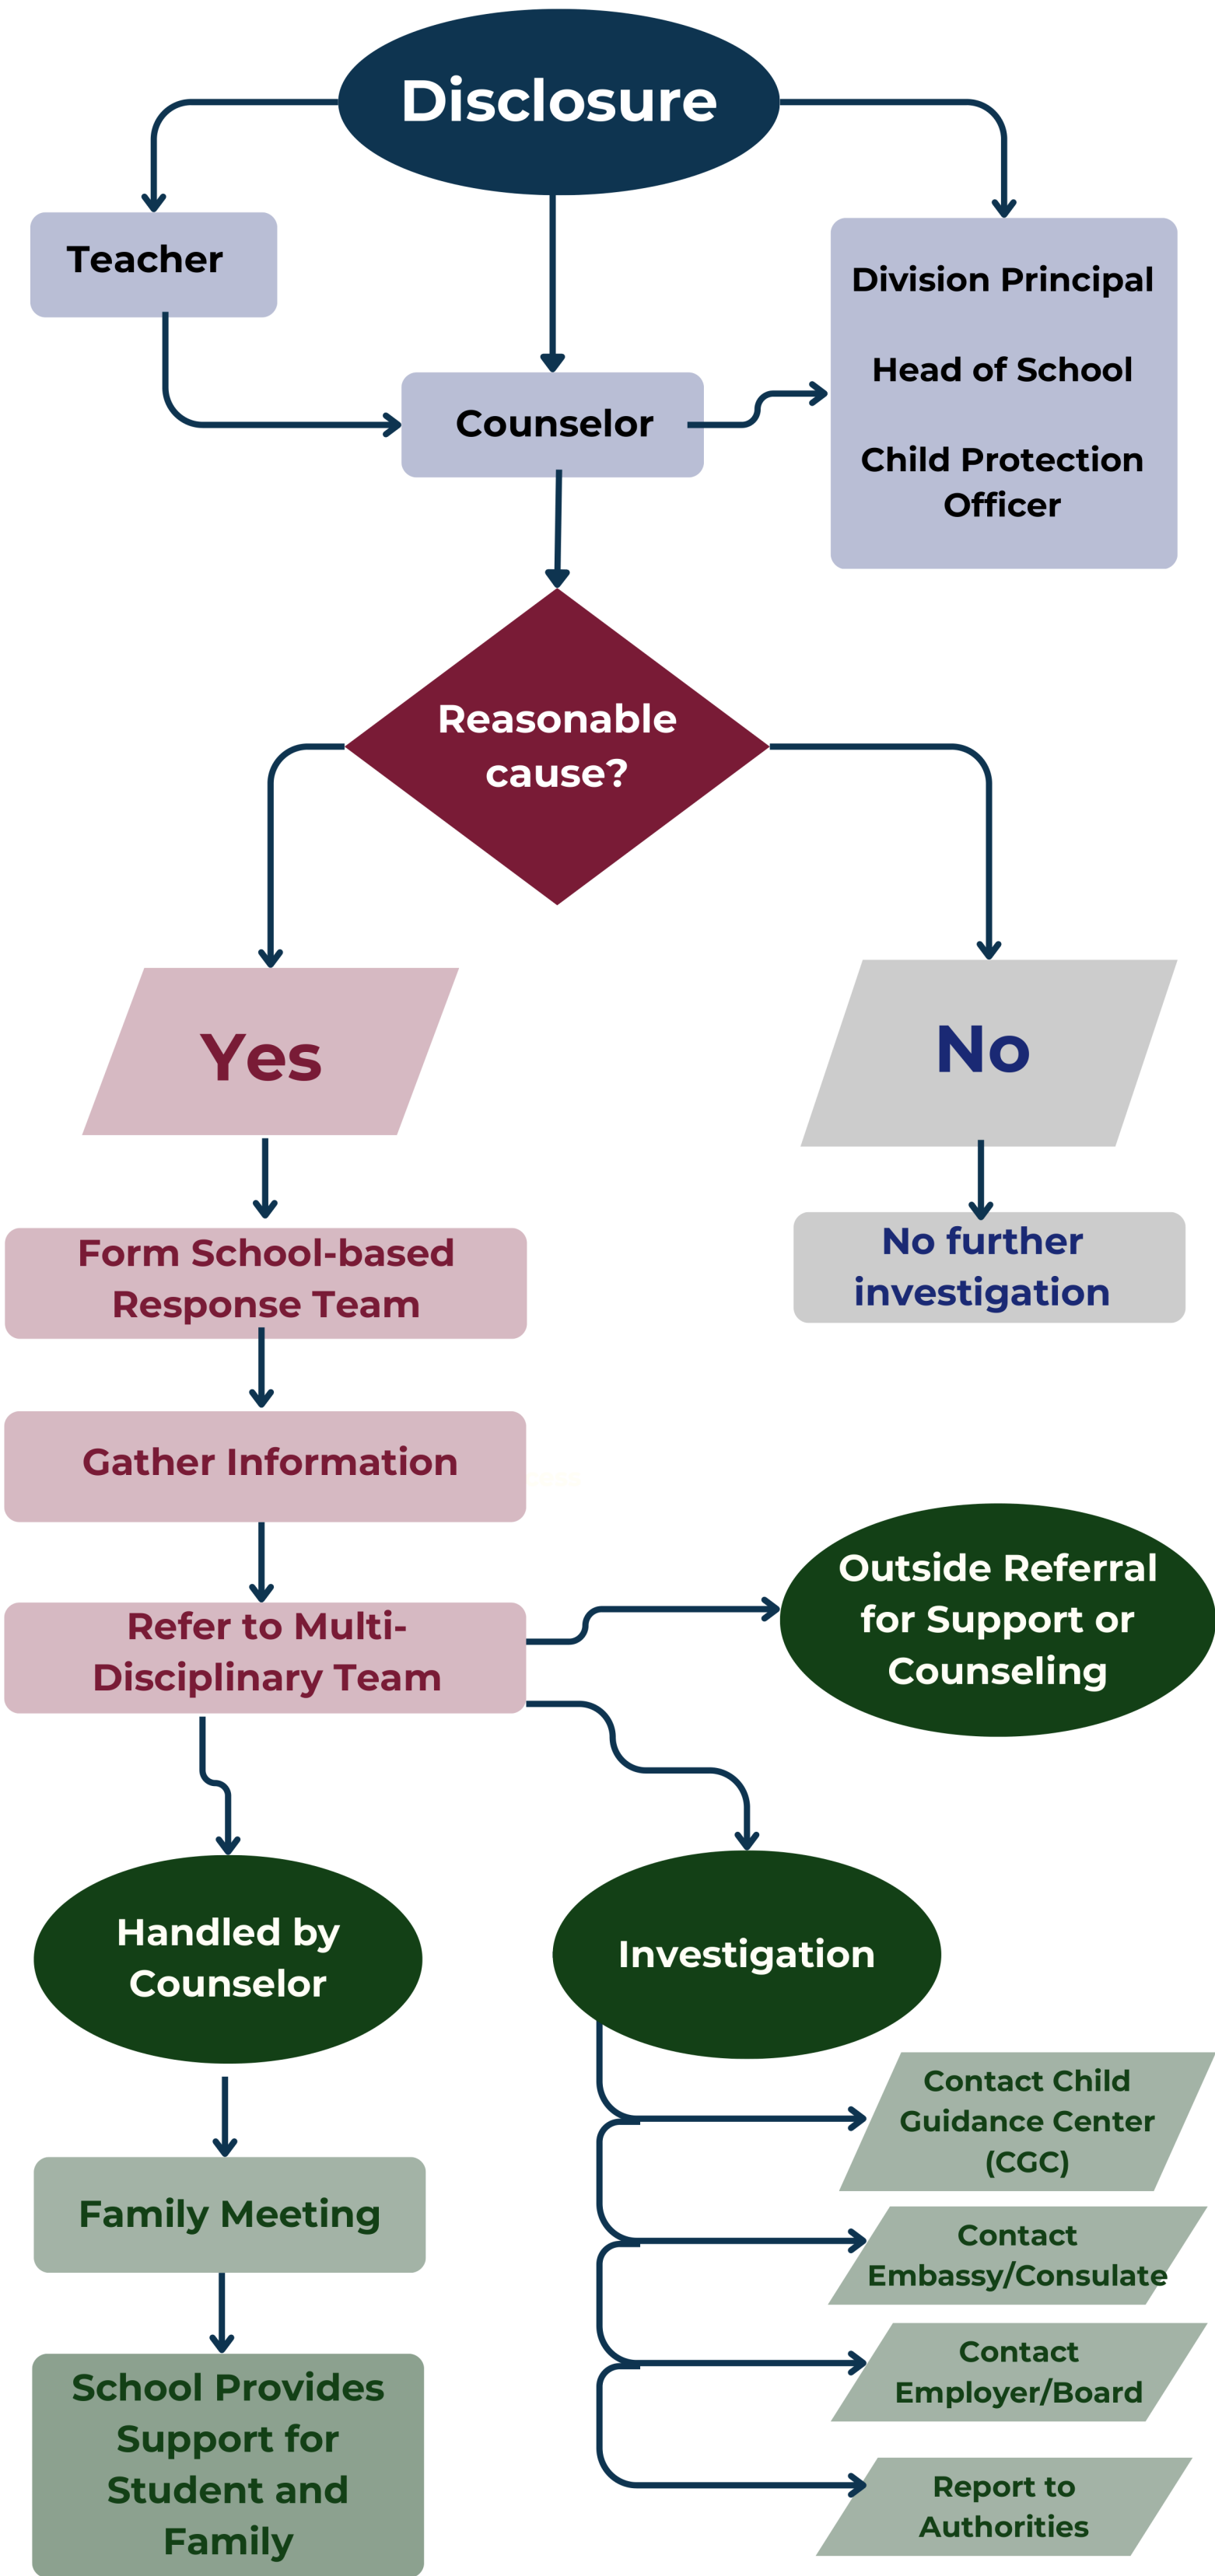 Disclosure
Teacher
Division Principal
Head of School
Child Protection
Officer
Counselor
Reasonable
cause?
Yes
No
Form School-based
Response Team
No further
investigation
Gather Information
Outside Referral
for Support or
Counseling
Refer to Multi-
Disciplinary Team
Handled by
Counselor
Investigation
Contact Child
Guidance Center
(CGC)
Family Meeting
Contact
Embassy/Consulate
Contact
Employer/Board
School Provides
Support for
Student and
Family
Report to
Authorities